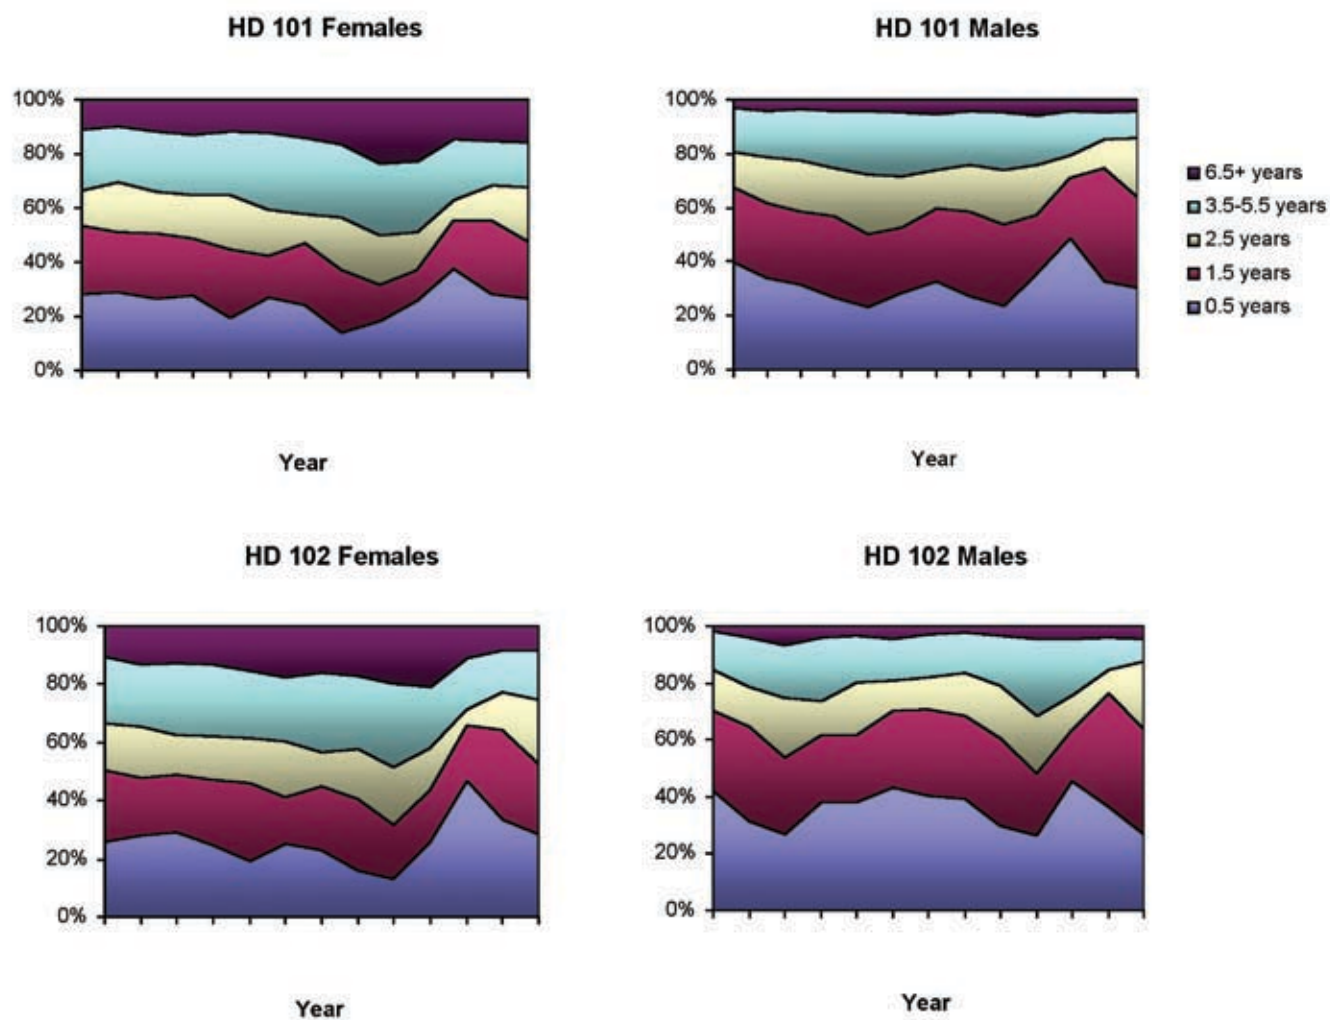 HD 101 Females
100%
80%
60%
40%
20%
0%
Year
HD 101 Males
100%
80%
60%
40%
20%
0%
Year
6.5+ years
3.5-5.5 years
2.5 years
1.5 years
0.5 years
HD 102 Females
100%
80%
60%
40%
20%
0%
Year
HD 102 Males
100%
80%
60%
40%
20%
0%
Year